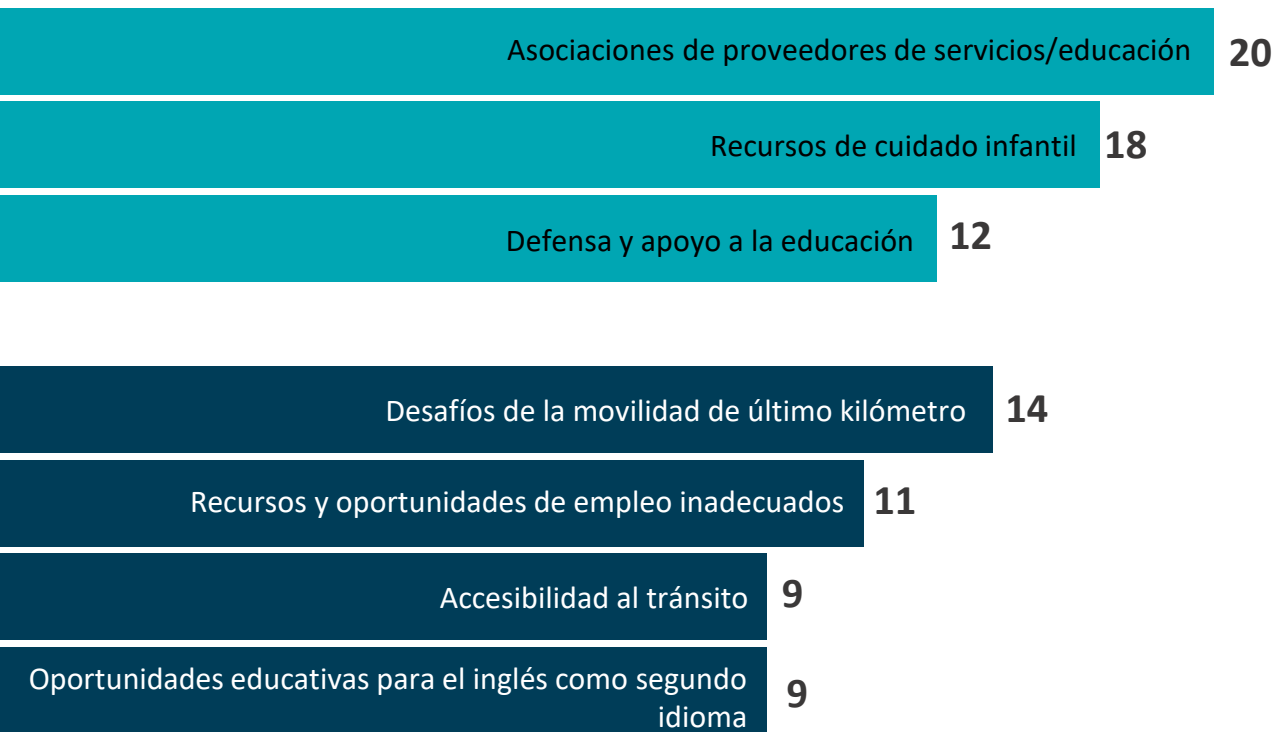 Asociaciones de proveedores de servicios/educación 20
Recursos de cuidado infantil 18
Defensa y apoyo a la educación 12
Desafíos de la movilidad de último kilómetro 14
Recursos y oportunidades de empleo inadecuados 11
Accesibilidad al tránsito 9
Oportunidades educativas para el inglés como segundo
idioma 9